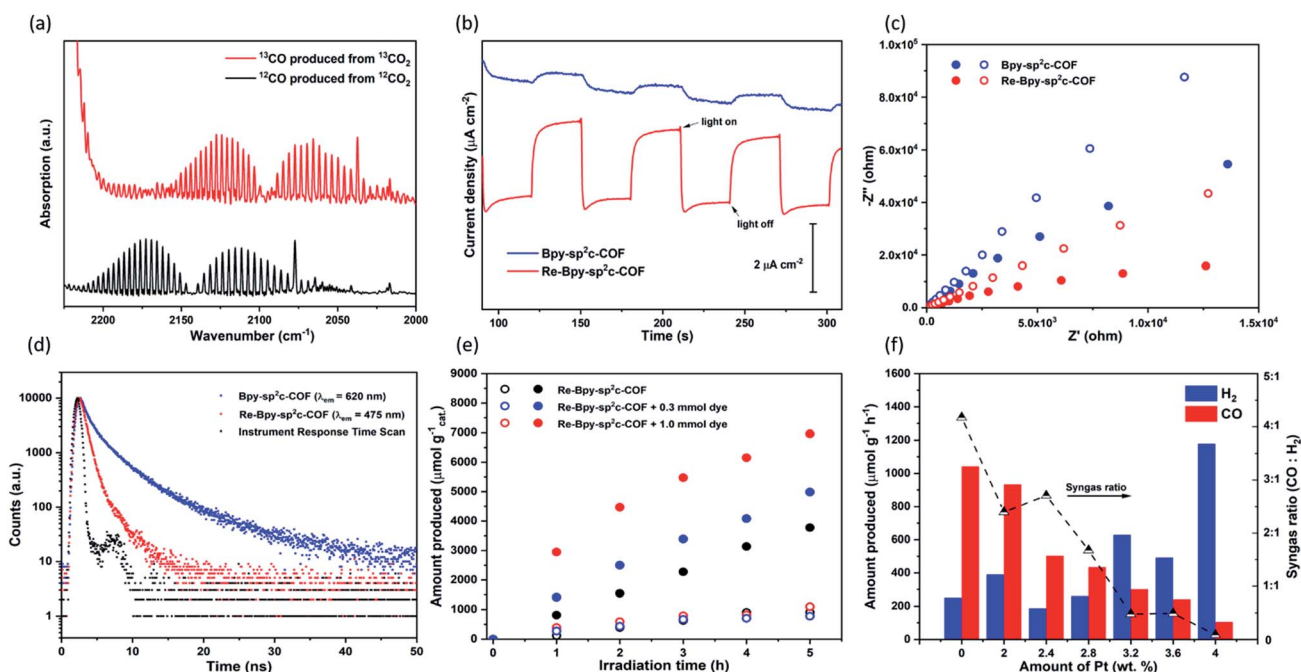 (a)
¹³CO produced from ¹³CO₂
¹²CO produced from ¹²CO₂
Absorption (a.u.)
2200 2150 2100 2050 2000
Wavenumber (cm⁻¹)
(b)
Current density (µA cm⁻²)
light on
light off
Bpy-sp²c-COF
Re-Bpy-sp²c-COF
2 µA cm⁻²
100 150 200 250 300
Time (s)
(c)
1.0x10⁵
8.0x10⁴
6.0x10⁴
4.0x10⁴
2.0x10⁴
0.0
-Z'' (ohm)
Bpy-sp²c-COF
Re-Bpy-sp²c-COF
5.0x10³ 1.0x10⁴ 1.5x10⁴
Z' (ohm)
(d)
10000
1000
100
10
1
Counts (a.u.)
Bpy-sp²c-COF (λem = 620 nm)
Re-Bpy-sp²c-COF (λem = 475 nm)
Instrument Response Time Scan
0 10 20 30 40 50
Time (ns)
(e)
9000
8000
7000
6000
5000
4000
3000
2000
1000
0
Amount produced (µmol g⁻¹cat.)
Re-Bpy-sp²c-COF
Re-Bpy-sp²c-COF + 0.3 mmol dye
Re-Bpy-sp²c-COF + 1.0 mmol dye
0 1 2 3 4 5
Irradiation time (h)
(f)
1600
1400
1200
1000
800
600
400
200
0
Amount produced (µmol g⁻¹ h⁻¹)
H₂
CO
Syngas ratio
5:1
4:1
3:1
2:1
1:1
0
Syngas ratio (CO : H₂)
0 2 2.4 2.8 3.2 3.6 4
Amount of Pt (wt. %)